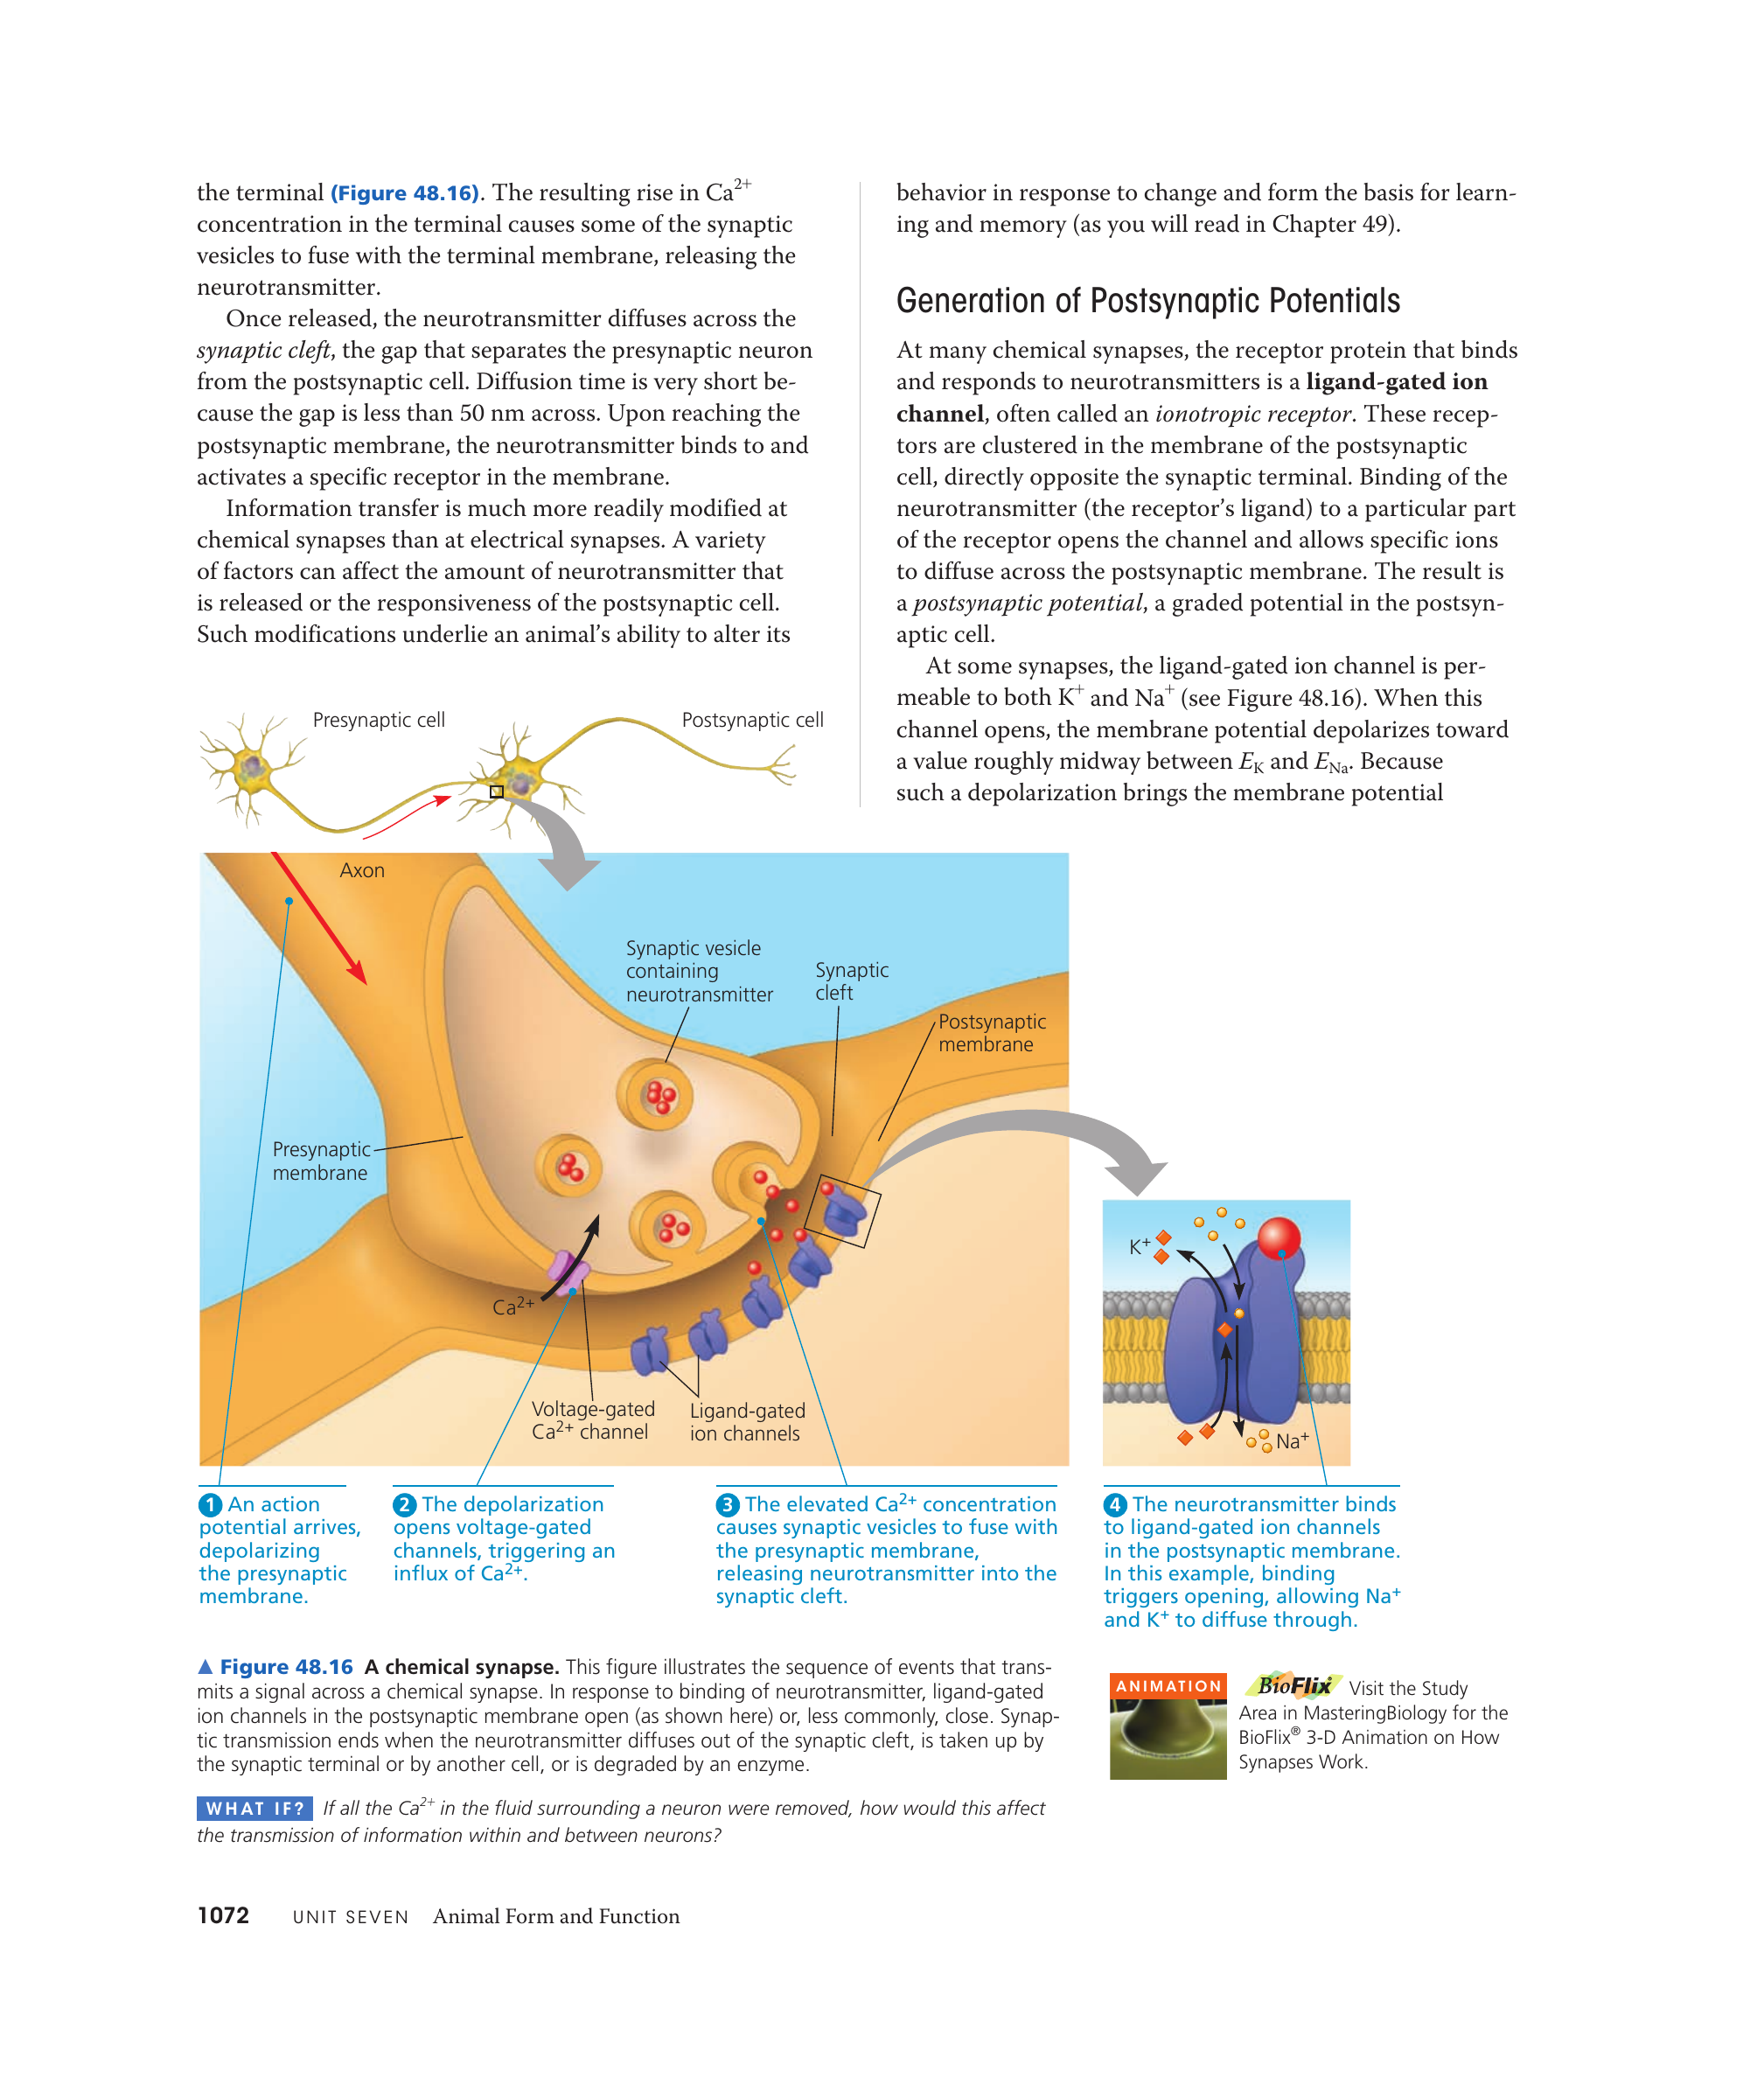 the terminal (Figure 48.16). The resulting rise in Ca2+
concentration in the terminal causes some of the synaptic
vesicles to fuse with the terminal membrane, releasing the
neurotransmitter.
Once released, the neurotransmitter diffuses across the
synaptic cleft, the gap that separates the presynaptic neuron
from the postsynaptic cell. Diffusion time is very short be-
cause the gap is less than 50 nm across. Upon reaching the
postsynaptic membrane, the neurotransmitter binds to and
activates a specific receptor in the membrane.
Information transfer is much more readily modified at
chemical synapses than at electrical synapses. A variety
of factors can affect the amount of neurotransmitter that
is released or the responsiveness of the postsynaptic cell.
Such modifications underlie an animal's ability to alter its
behavior in response to change and form the basis for learn-
ing and memory (as you will read in Chapter 49).
Generation of Postsynaptic Potentials
At many chemical synapses, the receptor protein that binds
and responds to neurotransmitters is a ligand-gated ion
channel, often called an ionotropic receptor. These recep-
tors are clustered in the membrane of the postsynaptic
cell, directly opposite the synaptic terminal. Binding of the
neurotransmitter (the receptor's ligand) to a particular part
of the receptor opens the channel and allows specific ions
to diffuse across the postsynaptic membrane. The result is
a postsynaptic potential, a graded potential in the postsyn-
aptic cell.
At some synapses, the ligand-gated ion channel is per-
meable to both K+ and Na+ (see Figure 48.16). When this
channel opens, the membrane potential depolarizes toward
a value roughly midway between EK and ENa. Because
such a depolarization brings the membrane potential
Presynaptic cell
Postsynaptic cell
Axon
Synaptic vesicle
containing
neurotransmitter
Synaptic
cleft
Postsynaptic
membrane
Presynaptic
membrane
Ca2+
Voltage-gated
Ca2+ channel
Ligand-gated
ion channels
K+
Na+
1 An action
potential arrives,
depolarizing
the presynaptic
membrane.
2 The depolarization
opens voltage-gated
channels, triggering an
influx of Ca2+.
3 The elevated Ca2+ concentration
causes synaptic vesicles to fuse with
the presynaptic membrane,
releasing neurotransmitter into the
synaptic cleft.
4 The neurotransmitter binds
to ligand-gated ion channels
in the postsynaptic membrane.
In this example, binding
triggers opening, allowing Na+
and K+ to diffuse through.
▲ Figure 48.16 A chemical synapse. This figure illustrates the sequence of events that trans-
mits a signal across a chemical synapse. In response to binding of neurotransmitter, ligand-gated
ion channels in the postsynaptic membrane open (as shown here) or, less commonly, close. Synap-
tic transmission ends when the neurotransmitter diffuses out of the synaptic cleft, is taken up by
the synaptic terminal or by another cell, or is degraded by an enzyme.
WHAT IF? If all the Ca2+ in the fluid surrounding a neuron were removed, how would this affect
the transmission of information within and between neurons?
ANIMATION
BioFlix Visit the Study
Area in MasteringBiology for the
BioFlix® 3-D Animation on How
Synapses Work.
1072 UNIT SEVEN Animal Form and Function